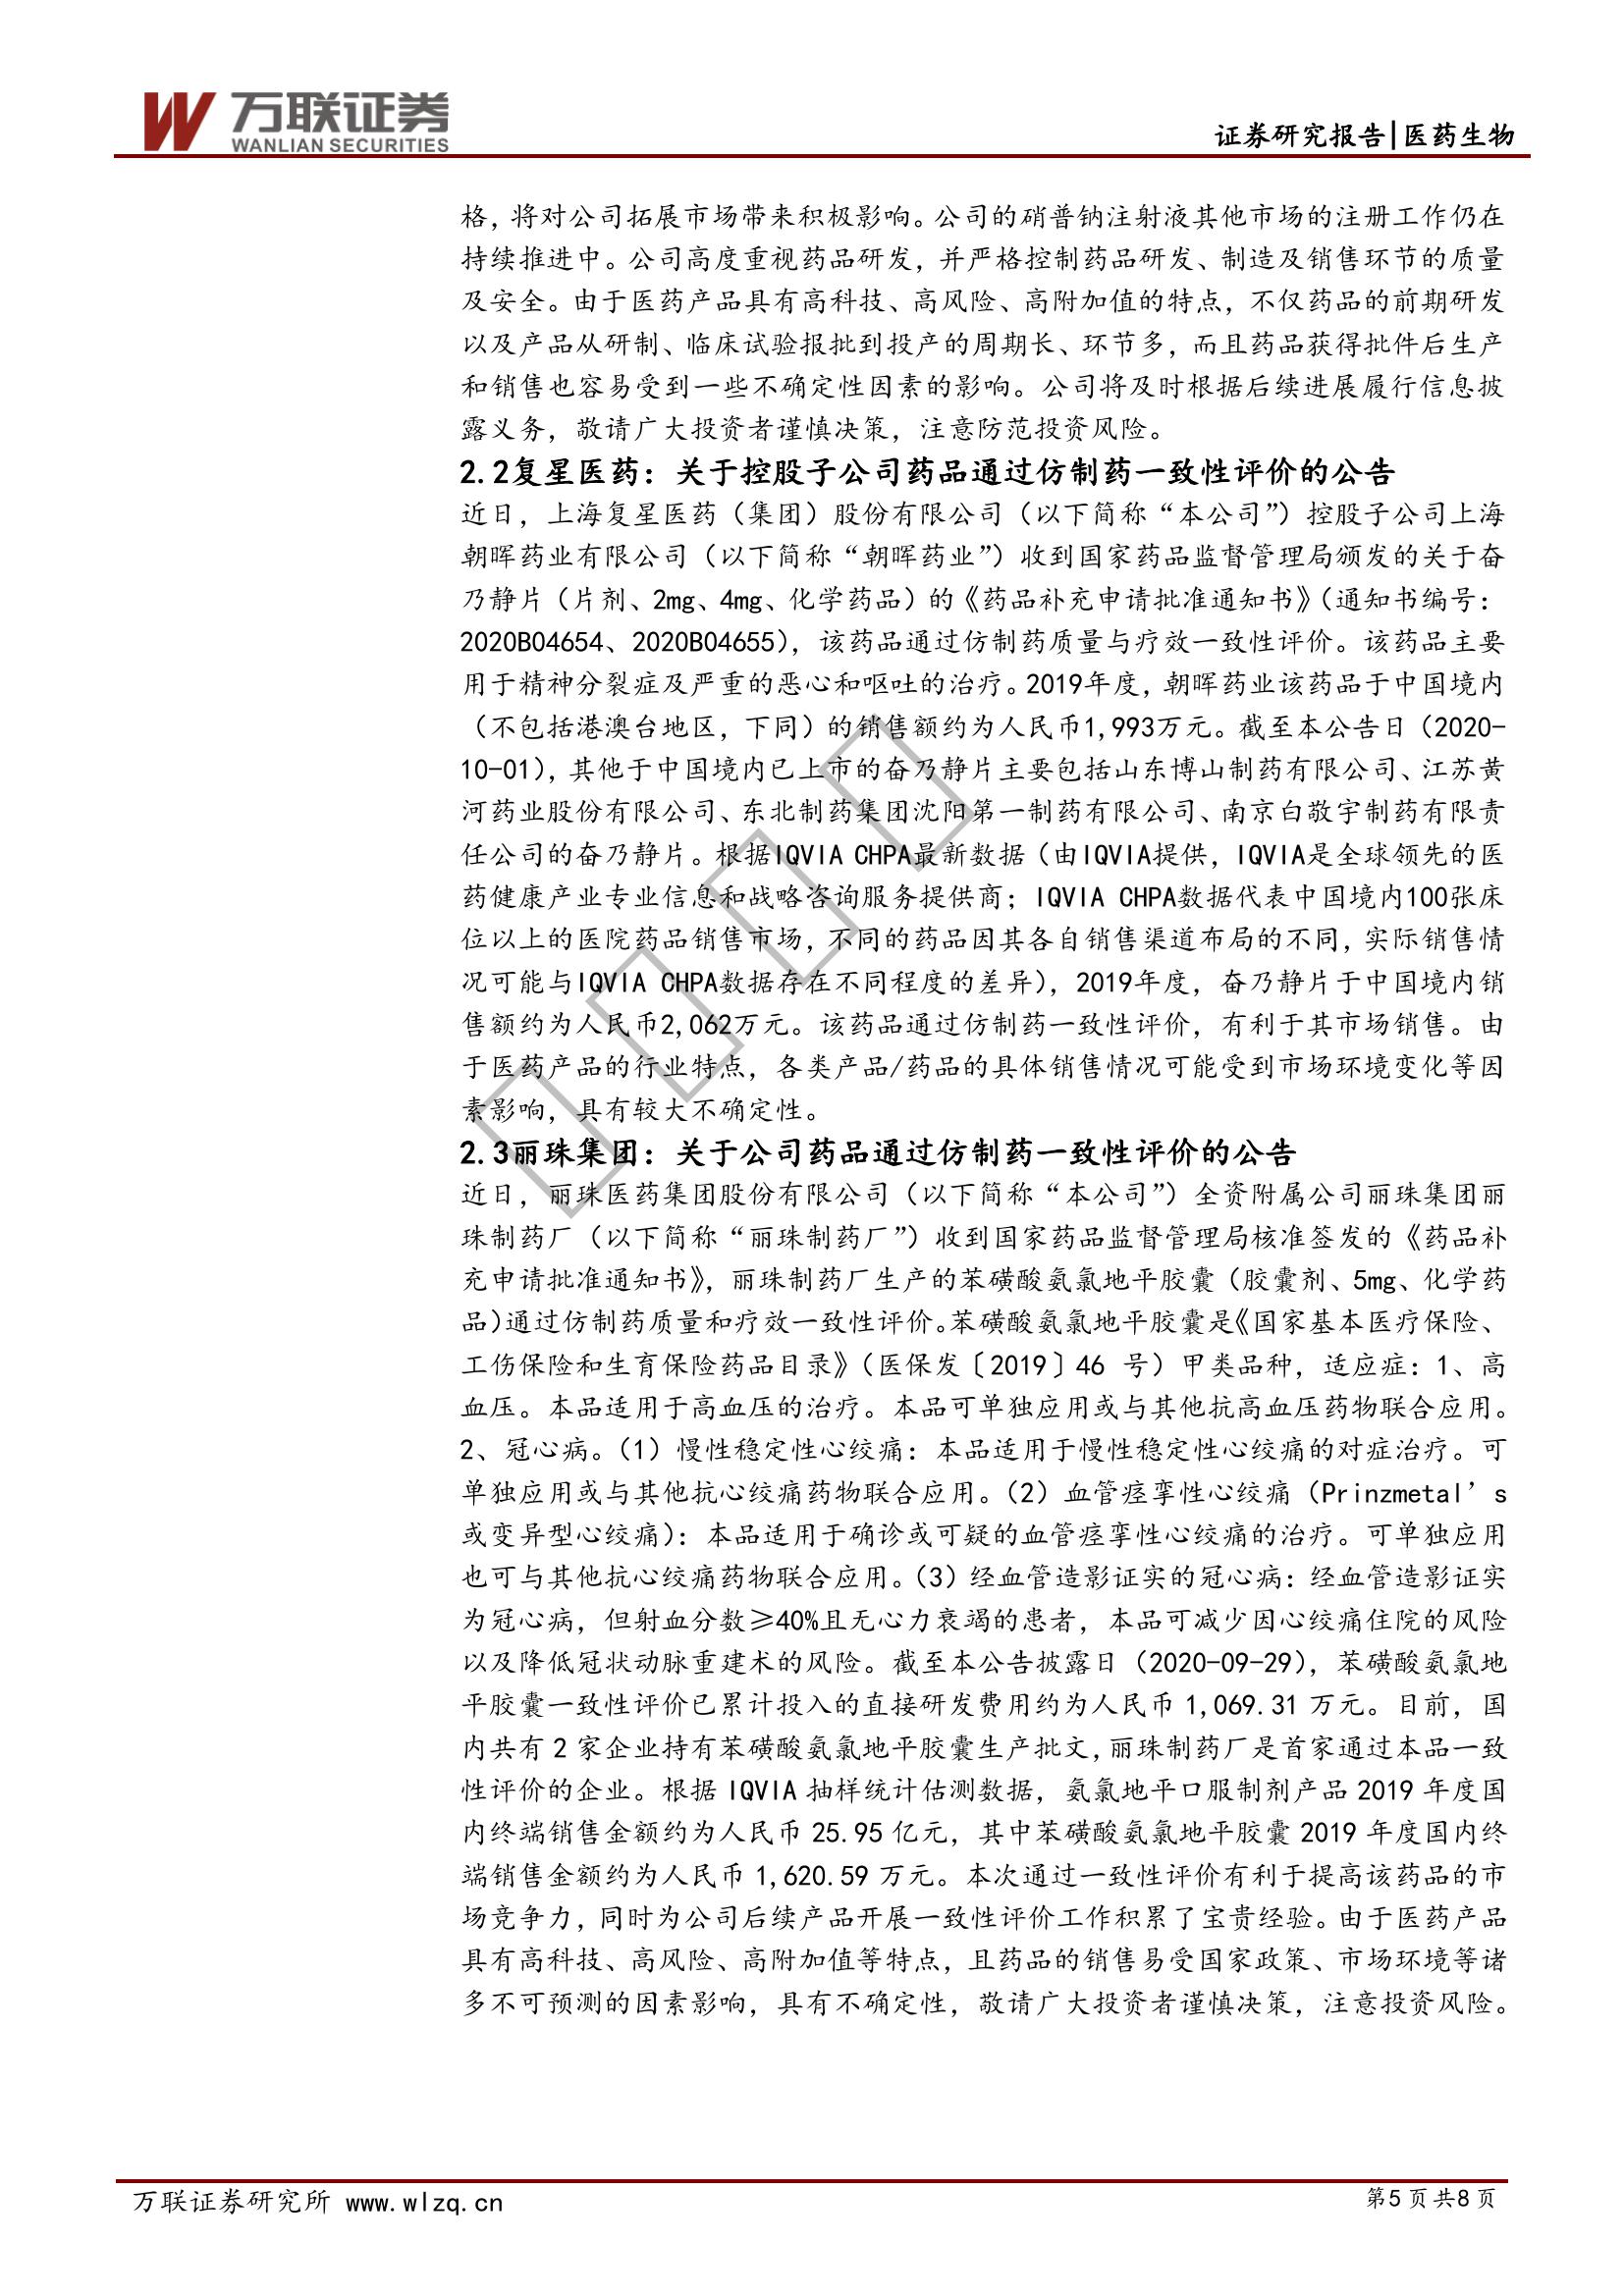 万联证券
WANLIAN SECURITIES
证券研究报告|医药生物
格，将对公司拓展市场带来积极影响。公司的硝普钠注射液其他市场的注册工作仍在
持续推进中。公司高度重视药品研发，并严格控制药品研发、制造及销售环节的质量
及安全。由于医药产品具有高科技、高风险、高附加值的特点，不仅药品的前期研发
以及产品从研制、临床试验报批到投产的周期长、环节多，而且药品获得批件后生产
和销售也容易受到一些不确定性因素的影响。公司将及时根据后续进展履行信息披
露义务，敬请广大投资者谨慎决策，注意防范投资风险。
2.2复星医药：关于控股子公司药品通过仿制药一致性评价的公告
近日，上海复星医药（集团）股份有限公司（以下简称“本公司”）控股子公司上海
朝晖药业有限公司（以下简称“朝晖药业”）收到国家药品监督管理局颁发的关于奋
乃静片（片剂、2mg、4mg、化学药品）的《药品补充申请批准通知书》（通知书编号：
2020B04654、2020B04655），该药品通过仿制药质量与疗效一致性评价。该药品主要
用于精神分裂症及严重的恶心和呕吐的治疗。2019年度，朝晖药业该药品于中国境内
（不包括港澳台地区，下同）的销售额约为人民币1,993万元。截至本公告日（2020-
10-01），其他于中国境内已上市的奋乃静片主要包括山东博山制药有限公司、江苏黄
河药业股份有限公司、东北制药集团沈阳第一制药有限公司、南京白敬宇制药有限责
任公司的奋乃静片。根据IQVIA CHPA最新数据（由IQVIA提供，IQVIA是全球领先的医
药健康产业专业信息和战略咨询服务提供商；IQVIA CHPA数据代表中国境内100张床
位以上的医院药品销售市场，不同的药品因其各自销售渠道布局的不同，实际销售情
况可能与IQVIA CHPA数据存在不同程度的差异），2019年度，奋乃静片于中国境内销
售额约为人民币2,062万元。该药品通过仿制药一致性评价，有利于其市场销售。由
于医药产品的行业特点，各类产品/药品的具体销售情况可能受到市场环境变化等因
素影响，具有较大不确定性。
2.3丽珠集团：关于公司药品通过仿制药一致性评价的公告
近日，丽珠医药集团股份有限公司（以下简称“本公司”）全资附属公司丽珠集团丽
珠制药厂（以下简称“丽珠制药厂”）收到国家药品监督管理局核准签发的《药品补
充申请批准通知书》，丽珠制药厂生产的苯磺酸氨氯地平胶囊（胶囊剂、5mg、化学药
品）通过仿制药质量和疗效一致性评价。苯磺酸氨氯地平胶囊是《国家基本医疗保险、
工伤保险和生育保险药品目录》（医保发〔2019〕46 号）甲类品种，适应症：1、高
血压。本品适用于高血压的治疗。本品可单独应用或与其他抗高血压药物联合应用。
2、冠心病。（1）慢性稳定性心绞痛：本品适用于慢性稳定性心绞痛的对症治疗。可
单独应用或与其他抗心绞痛药物联合应用。（2）血管痉挛性心绞痛（Prinzmetal’s
或变异型心绞痛）：本品适用于确诊或可疑的血管痉挛性心绞痛的治疗。可单独应用
也可与其他抗心绞痛药物联合应用。（3）经血管造影证实的冠心病：经血管造影证实
为冠心病，但射血分数≥40%且无心力衰竭的患者，本品可减少因心绞痛住院的风险
以及降低冠状动脉重建术的风险。截至本公告披露日（2020-09-29），苯磺酸氨氯地
平胶囊一致性评价已累计投入的直接研发费用约为人民币 1,069.31 万元。目前，国
内共有 2 家企业持有苯磺酸氨氯地平胶囊生产批文，丽珠制药厂是首家通过本品一致
性评价的企业。根据 IQVIA 抽样统计估测数据，氨氯地平口服制剂产品 2019 年度国
内终端销售金额约为人民币 25.95 亿元，其中苯磺酸氨氯地平胶囊 2019 年度国内终
端销售金额约为人民币 1,620.59 万元。本次通过一致性评价有利于提高该药品的市
场竞争力，同时为公司后续产品开展一致性评价工作积累了宝贵经验。由于医药产品
具有高科技、高风险、高附加值等特点，且药品的销售易受国家政策、市场环境等诸
多不可预测的因素影响，具有不确定性，敬请广大投资者谨慎决策，注意投资风险。
万联证券研究所 www.wlzq.cn
第5页共8页